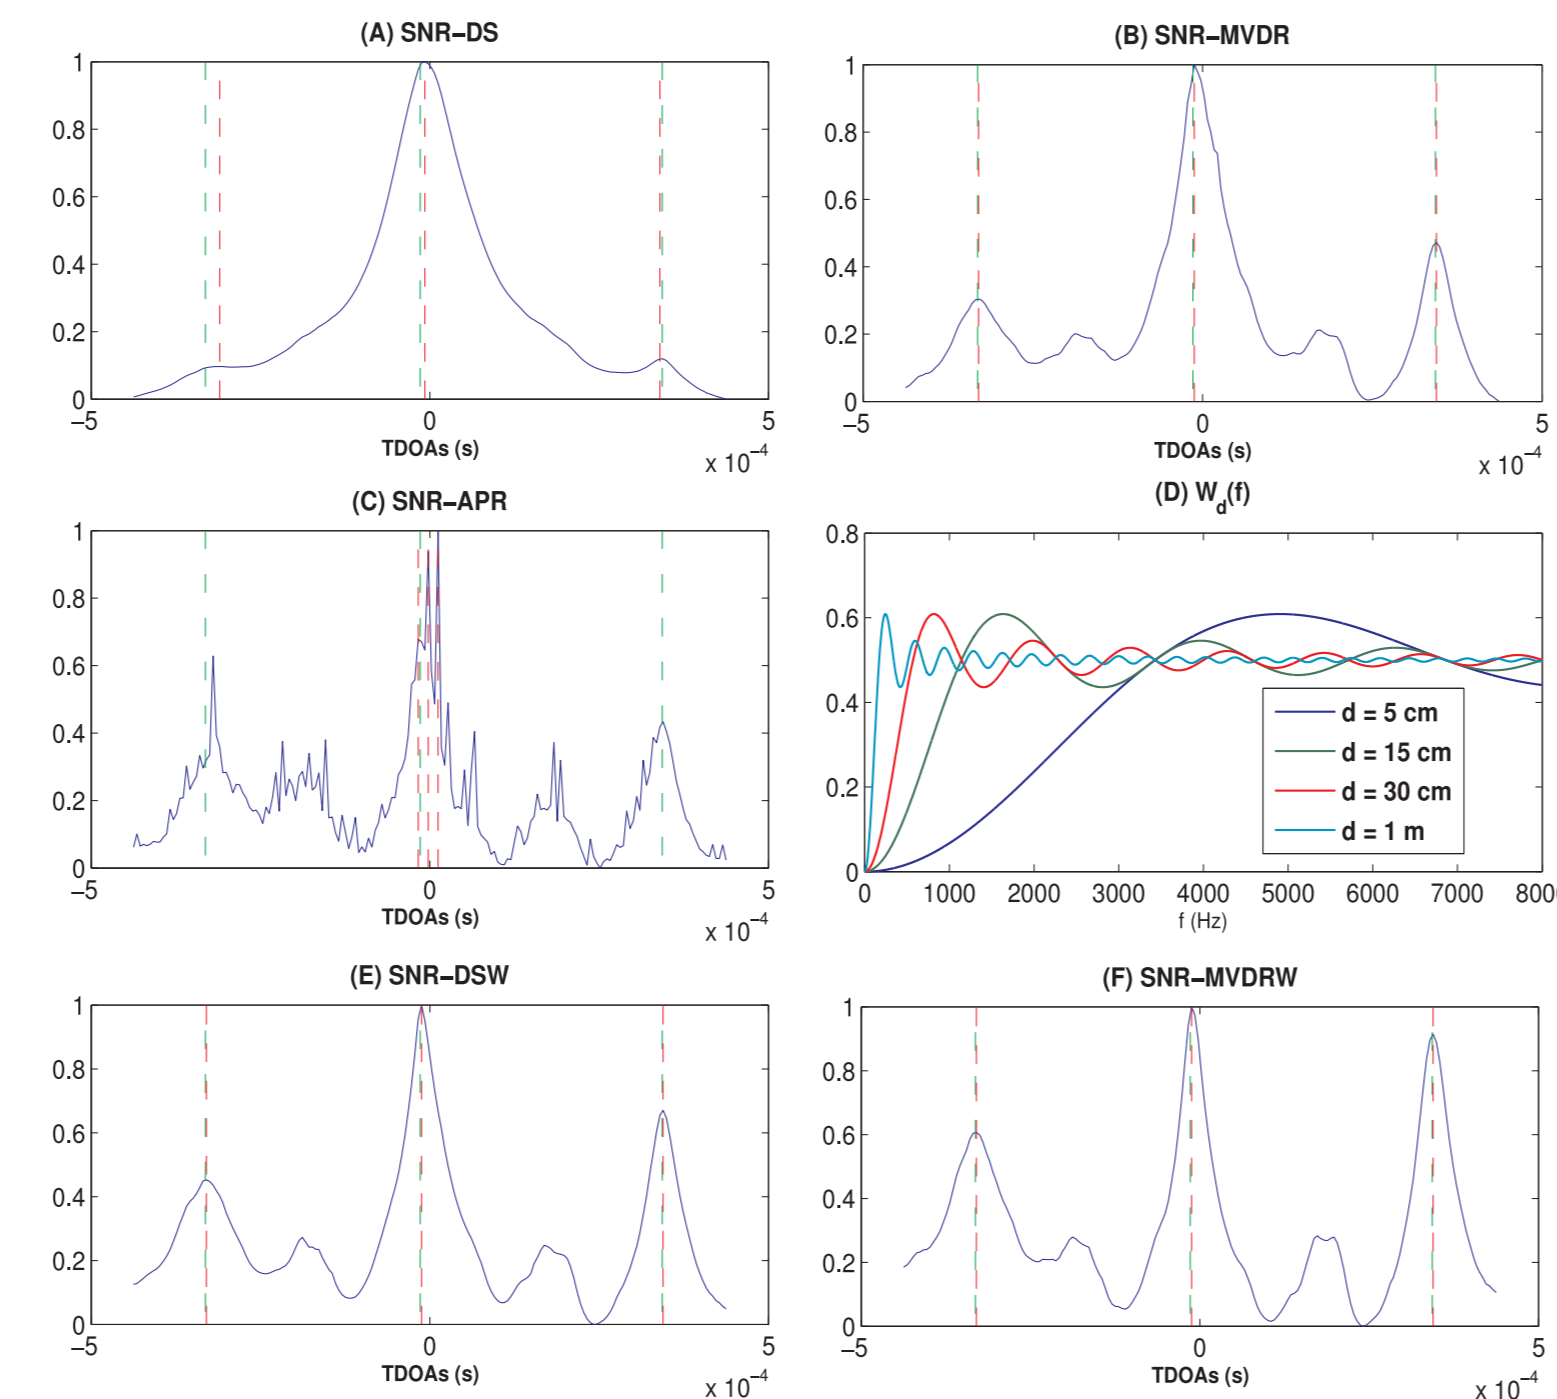 (A) SNR−DS
1
0.8
0.6
0.4
0.2
0
−5
0
5
TDOAs (s)
x 10−4
(B) SNR−MVDR
1
0.8
0.6
0.4
0.2
0
−5
0
5
TDOAs (s)
x 10−4
(C) SNR−APR
1
0.8
0.6
0.4
0.2
0
−5
0
5
TDOAs (s)
x 10−4
(D) Wd(f)
0.8
0.6
0.4
0.2
0
0 1000 2000 3000 4000 5000 6000 7000 800
f (Hz)
d = 5 cm
d = 15 cm
d = 30 cm
d = 1 m
(E) SNR−DSW
1
0.8
0.6
0.4
0.2
0
−5
0
5
TDOAs (s)
x 10−4
(F) SNR−MVDRW
1
0.8
0.6
0.4
0.2
0
−5
0
5
TDOAs (s)
x 10−4